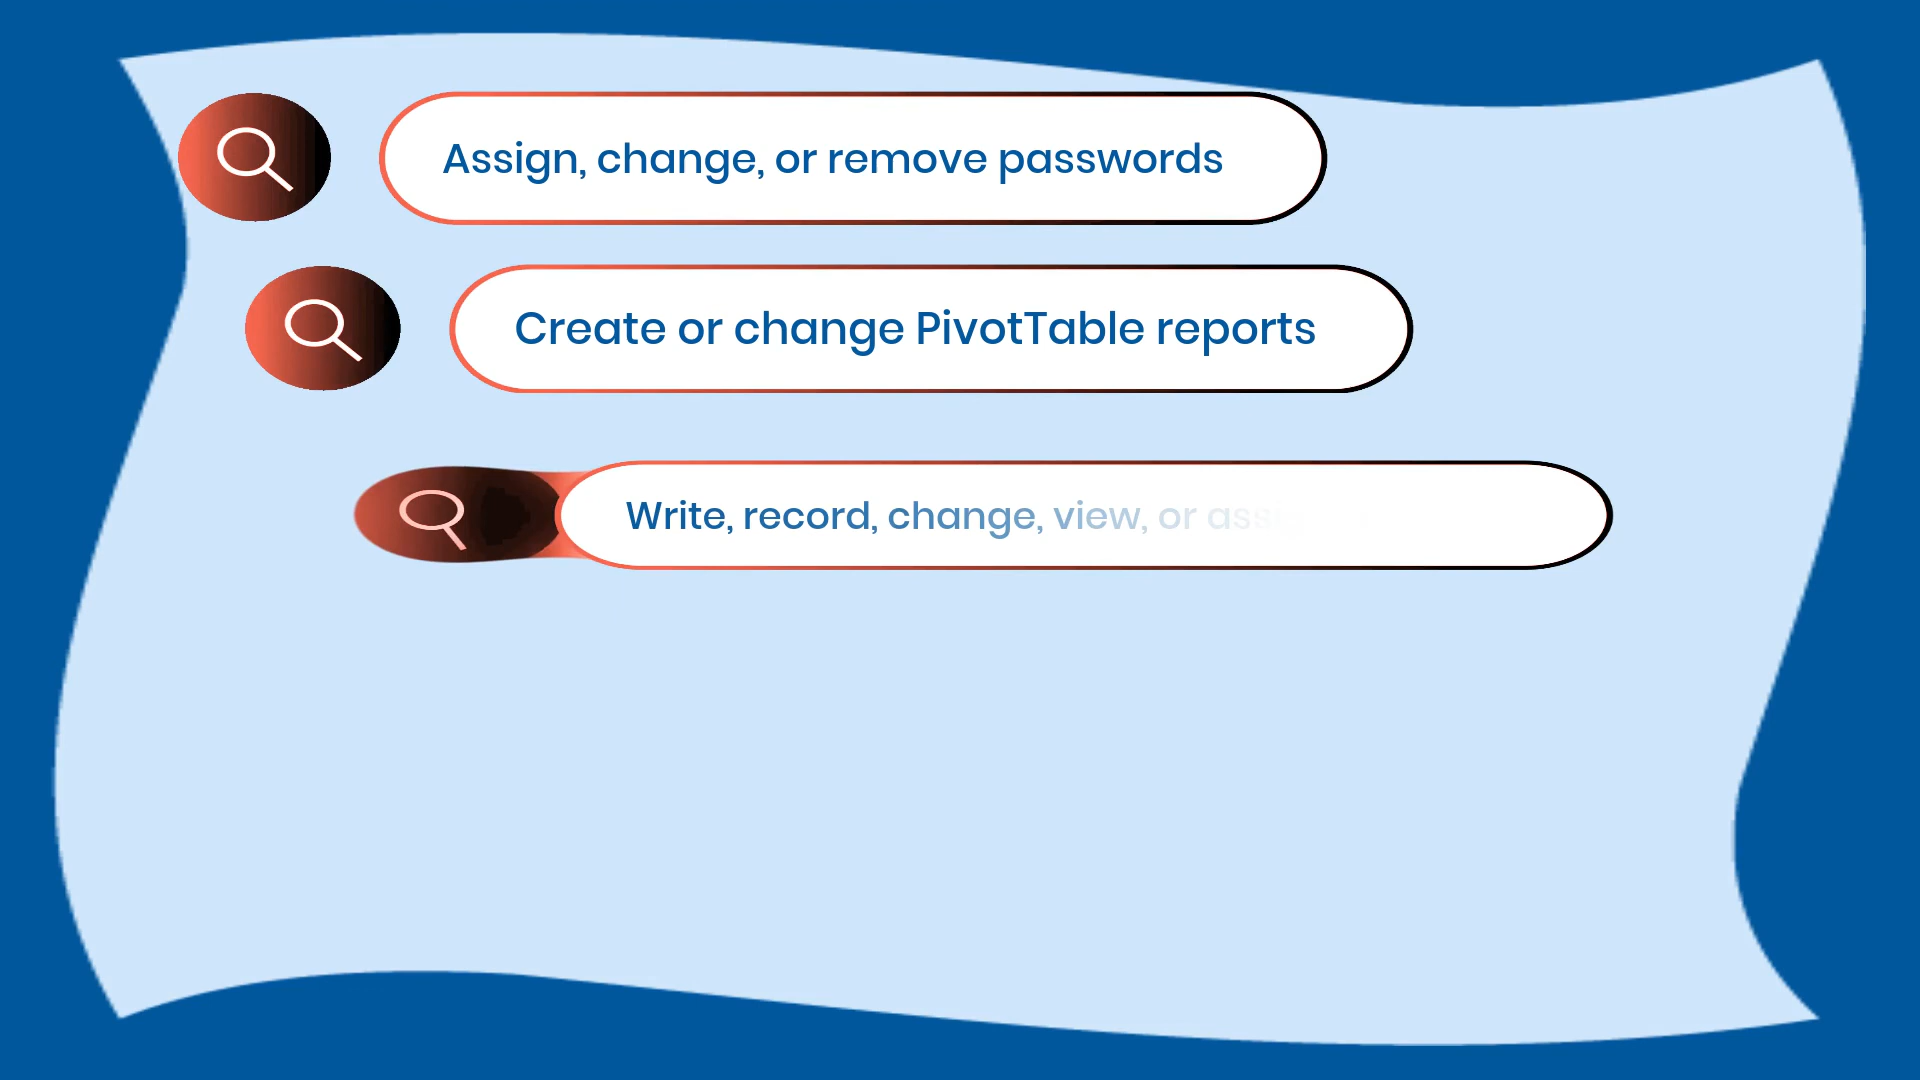 Assign, change, or remove passwords
Create or change PivotTable reports
Write, record, change, view, or